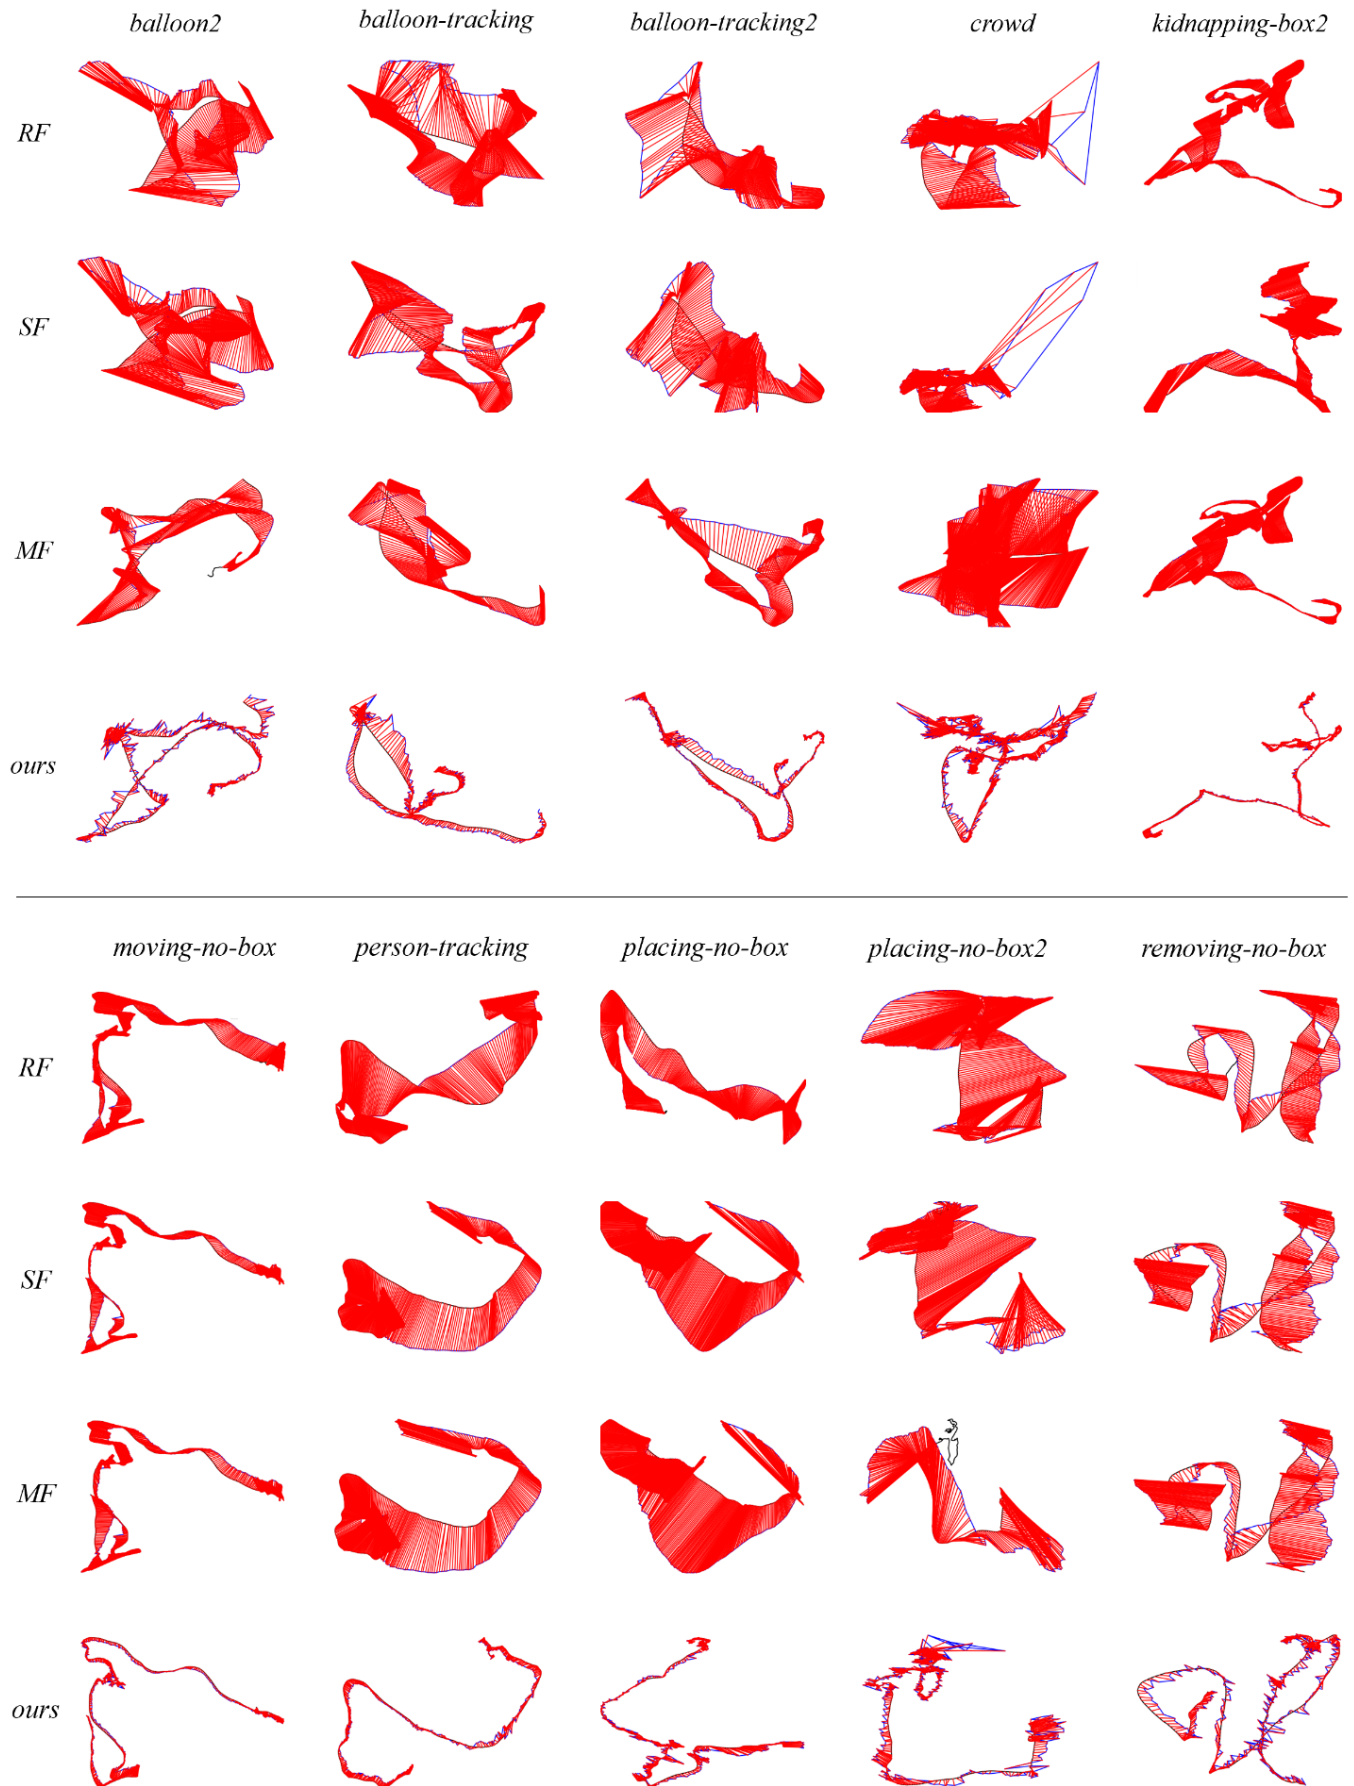 balloon2 balloon-tracking balloon-tracking2 crowd kidnapping-box2
RF
SF
MF
ours
moving-no-box person-tracking placing-no-box placing-no-box2 removing-no-box
RF
SF
MF
ours